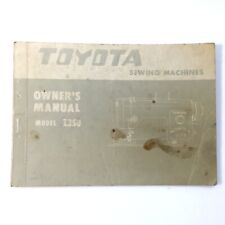 TOYOTA
SEWING MACHINES
OWNER'S
MANUAL
MODEL